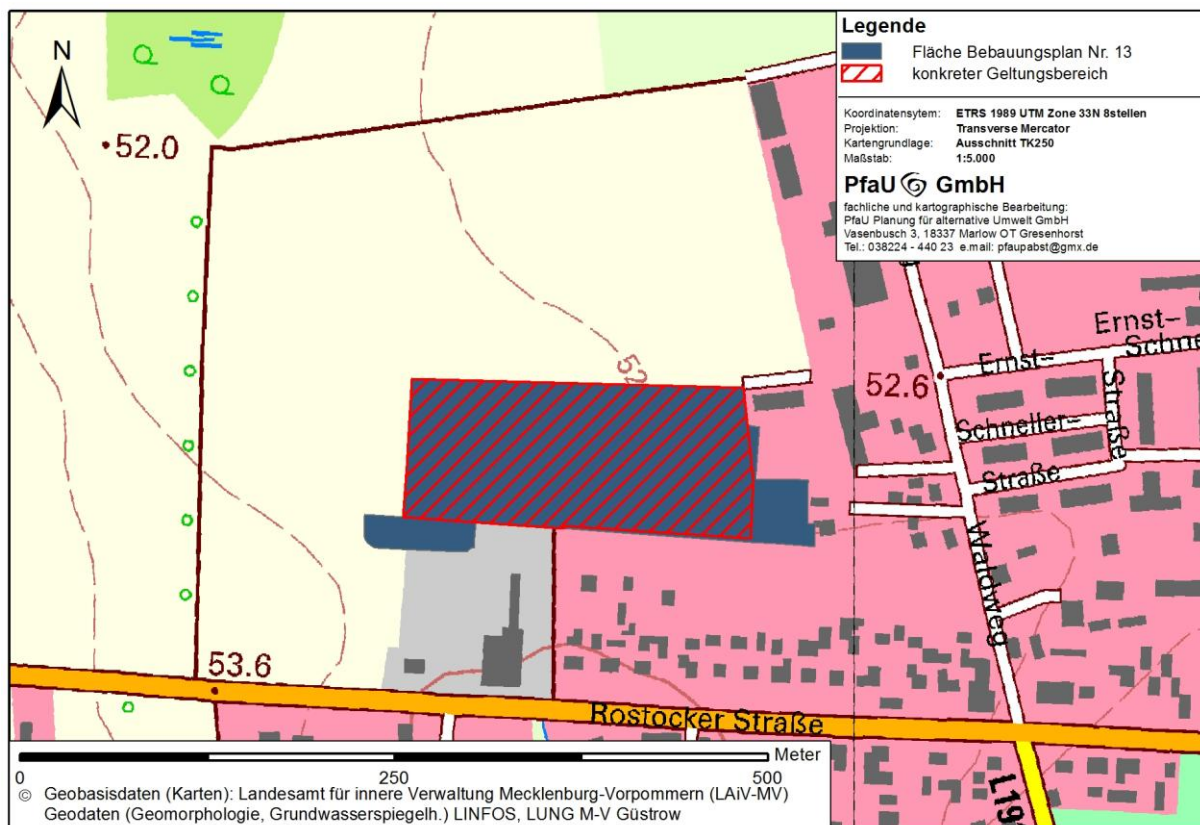 Legende
Fläche Bebauungsplan Nr. 13
konkreter Geltungsbereich
Koordinatensytem: ETRS 1989 UTM Zone 33N 8stellen
Projektion: Transverse Mercator
Kartengrundlage: Ausschnitt TK250
Maßstab: 1:5.000
PfaU GmbH
fachliche und kartographische Bearbeitung:
PfaU Planung für alternative Umwelt GmbH
Vasenbusch 3, 18337 Marlow OT Gresenhorst
Tel.: 038224 - 440 23 e.mail: pfaupabst@gmx.de
N
52.0
52
52.6
Ernst-
Schneller-
Straße
Ernst-
Schne
Straße
Waldweg
53.6
Rostocker Straße
L19
Meter
0 250 500
© Geobasisdaten (Karten): Landesamt für innere Verwaltung Mecklenburg-Vorpommern (LAiV-MV)
Geodaten (Geomorphologie, Grundwasserspiegelh.) LINFOS, LUNG M-V Güstrow